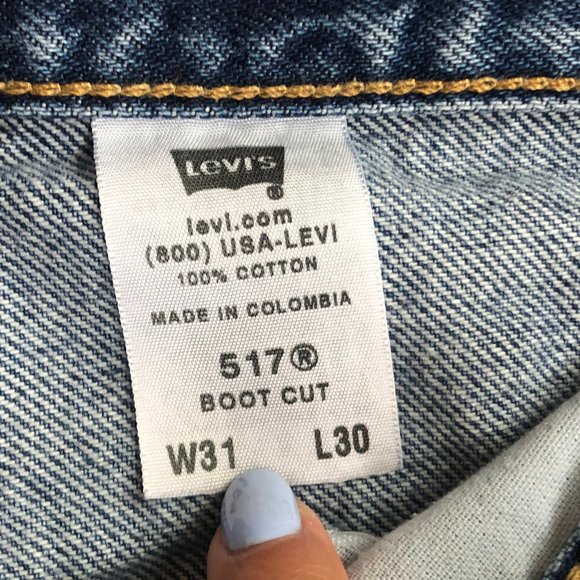 Levi's
®
levi.com
(800) USA-LEVI
100% COTTON
MADE IN COLOMBIA
517®
BOOT CUT
W31 L30